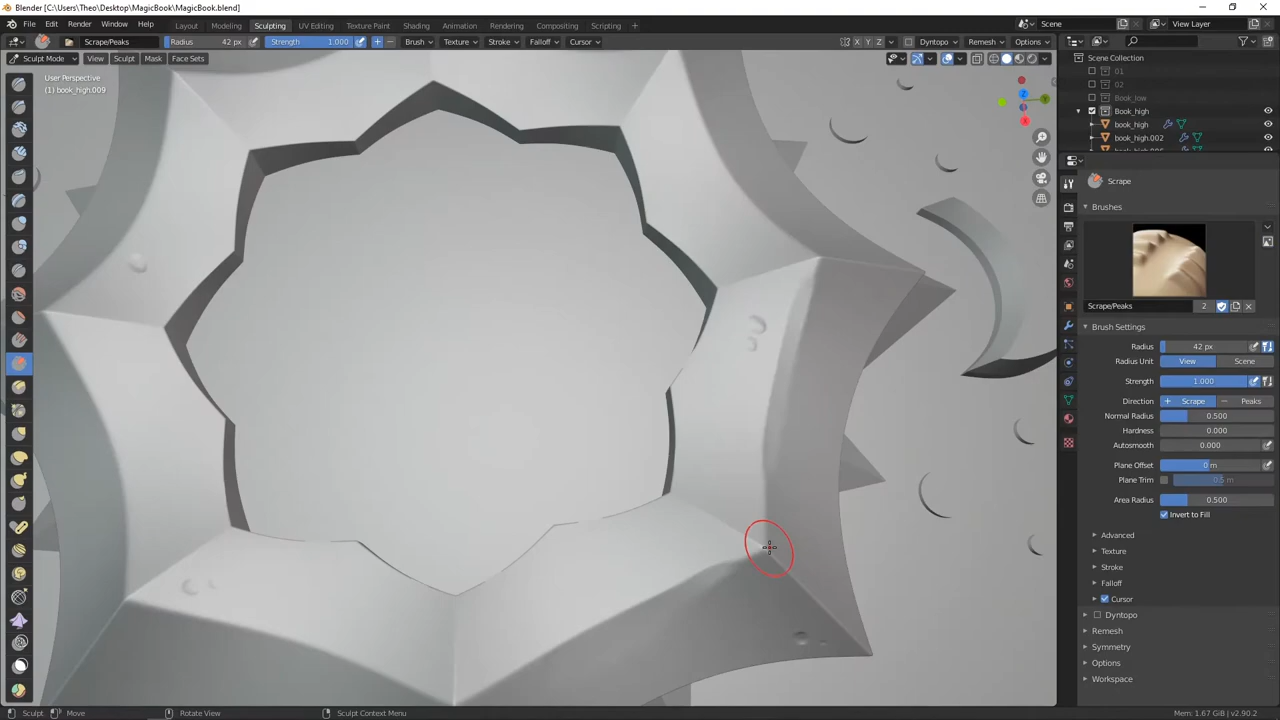 Blender [C:\Users\Theo\Desktop\MagicBook\MagicBook.blend]
File Edit Render Window Help Layout Modeling Sculpting UV Editing Texture Paint Shading Animation Rendering Compositing Scripting Scene View Layer
Scrape/Peaks Radius 42 px Strength 1.000 + − Brush Texture Stroke Falloff Cursor X Y Z Dyntopo Remesh Options
Sculpt Mode View Sculpt Mask Face Sets
User Perspective
(1) book_high.009
Scene Collection
01
02
Book_low
Book_high
book_high
book_high.002
Scrape
Brushes
Scrape/Peaks 2
Brush Settings
Radius 42 px
Radius Unit View Scene
Strength 1.000
Direction + Scrape − Peaks
Normal Radius 0.500
Hardness 0.000
Autosmooth 0.000
Plane Offset 0 m
Plane Trim 0.5 m
Area Radius 0.500
Invert to Fill
Advanced
Texture
Stroke
Falloff
Cursor
Dyntopo
Remesh
Symmetry
Options
Workspace
Sculpt Move Rotate View Sculpt Context Menu Mem: 1.67 GiB | v2.90.2